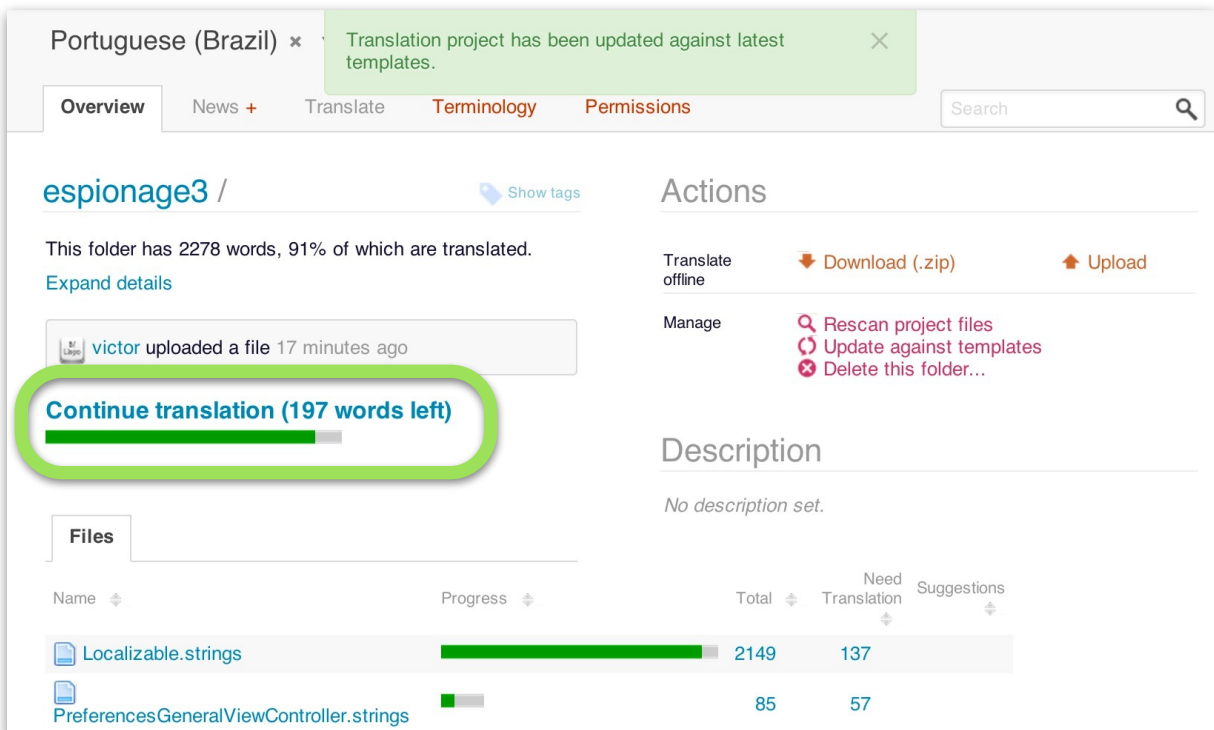 Portuguese (Brazil) ×
Translation project has been updated against latest
templates.
×
Overview
News +
Translate
Terminology
Permissions
Search
espionage3 /
Show tags
This folder has 2278 words, 91% of which are translated.
Expand details
victor uploaded a file 17 minutes ago
Continue translation (197 words left)
Actions
Translate
offline
Download (.zip)
Upload
Manage
Rescan project files
Update against templates
Delete this folder...
Description
No description set.
Files
Name
Progress
Total
Need
Translation
Suggestions
Localizable.strings
2149
137
PreferencesGeneralViewController.strings
85
57